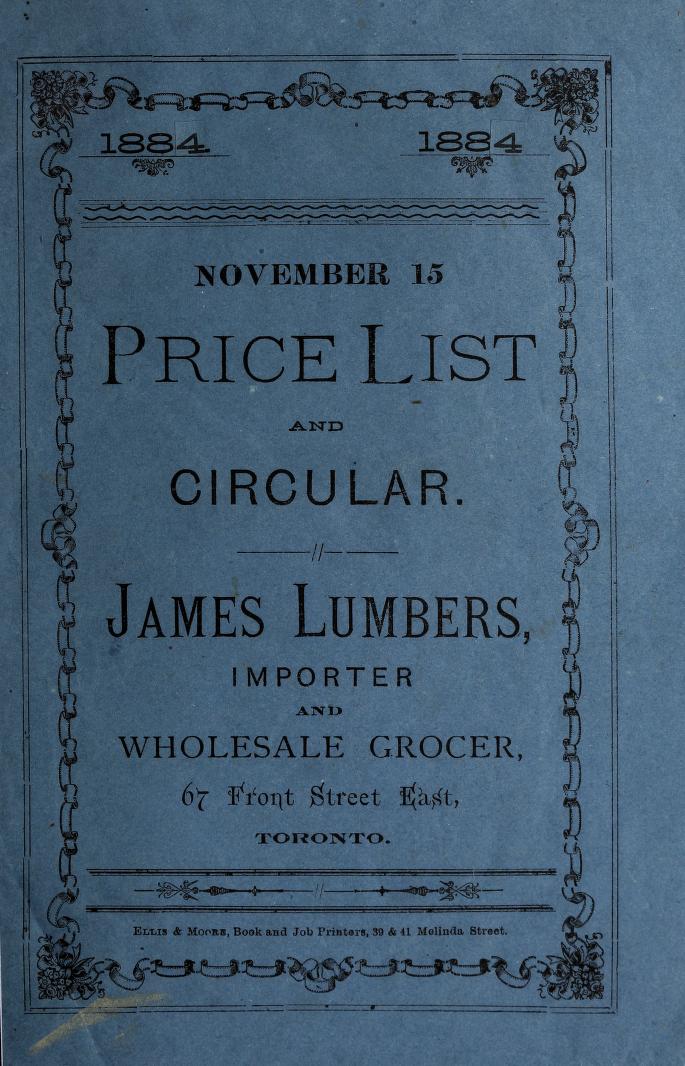 1884 1884
NOVEMBER 15
PRICE LIST
AND
CIRCULAR.
JAMES LUMBERS,
IMPORTER
AND
WHOLESALE GROCER,
67 Front Street East,
TORONTO.
ELLIS & MOORE, Book and Job Printers, 39 & 41 Melinda Street.